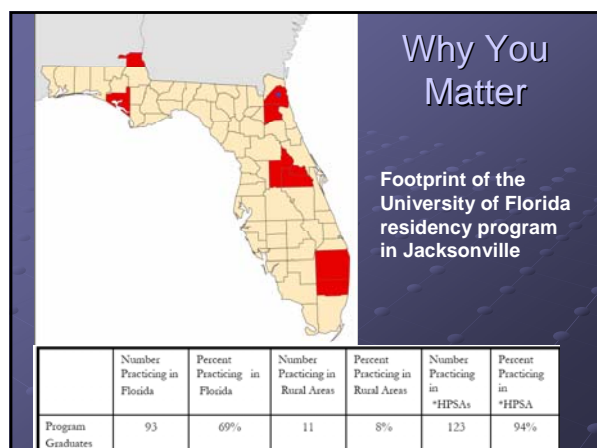 Why You
Matter
Footprint of the
University of Florida
residency program
in Jacksonville
Number Practicing in Florida
Percent Practicing in Florida
Number Practicing in Rural Areas
Percent Practicing in Rural Areas
Number Practicing in *HPSAs
Percent Practicing in *HPSA
Program Graduates
93
69%
11
8%
123
94%